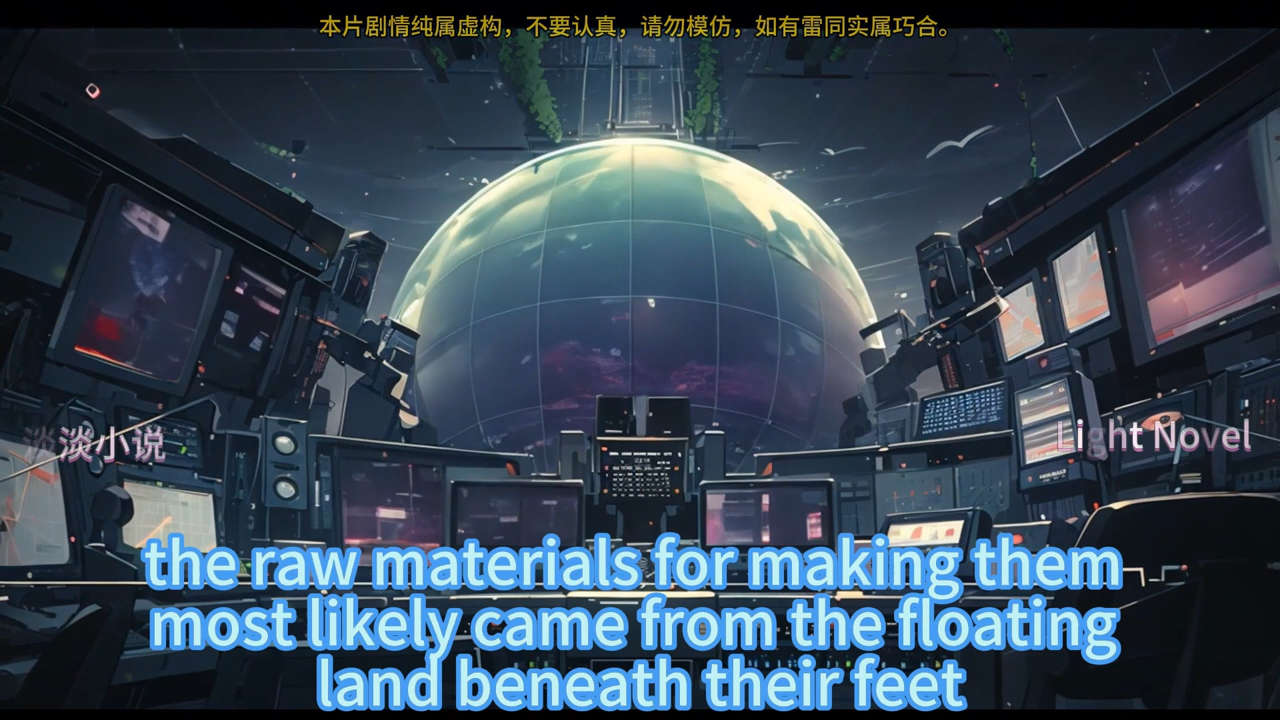 本片剧情纯属虚构，不要认真，请勿模仿，如有雷同实属巧合。
淡淡小说
Light Novel
the raw materials for making them
most likely came from the floating
land beneath their feet